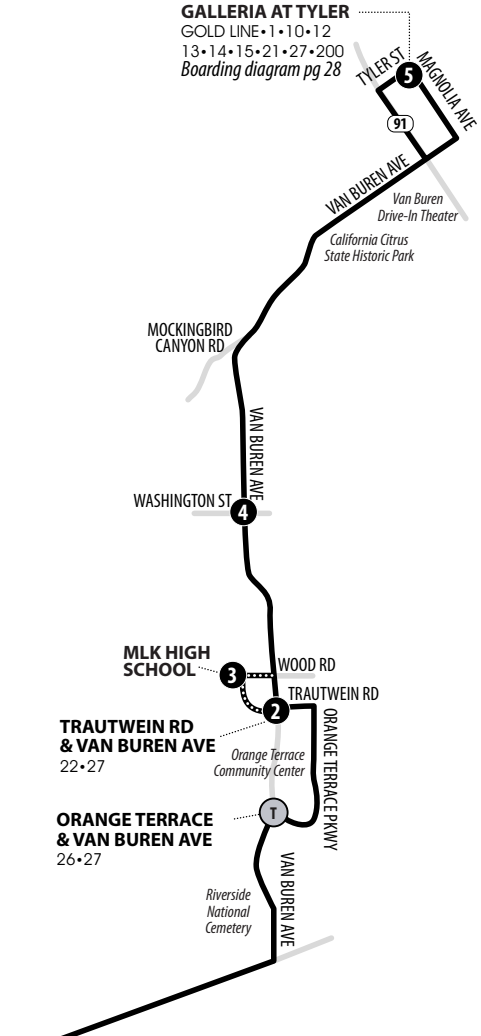 GALLERIA AT TYLER
GOLD LINE•1•10•12
13•14•15•21•27•200
Boarding diagram pg 28
TYLER ST
5
MAGNOLIA AVE
91
VAN BUREN AVE
Van Buren
Drive-In Theater
California Citrus
State Historic Park
MOCKINGBIRD
CANYON RD
VAN BUREN AVE
WASHINGTON ST
4
MLK HIGH
SCHOOL
3
WOOD RD
2
TRAUTWEIN RD
TRAUTWEIN RD
& VAN BUREN AVE
22•27
ORANGE TERRACE PKWY
Orange Terrace
Community Center
ORANGE TERRACE
& VAN BUREN AVE
26•27
T
VAN BUREN AVE
Riverside
National
Cemetery